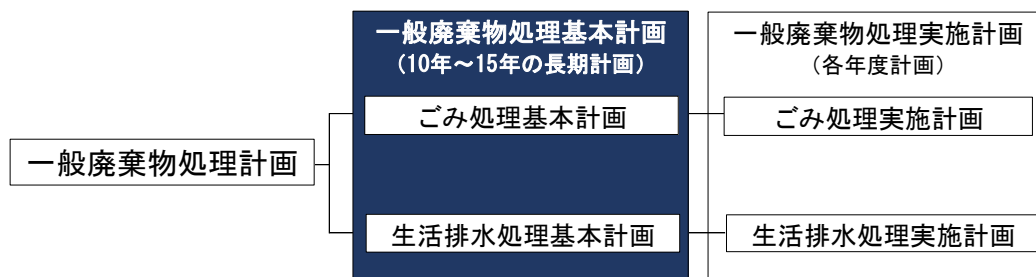 一般廃棄物処理基本計画
(10年～15年の長期計画)
一般廃棄物処理実施計画
(各年度計画)
ごみ処理基本計画
ごみ処理実施計画
一般廃棄物処理計画
生活排水処理基本計画
生活排水処理実施計画